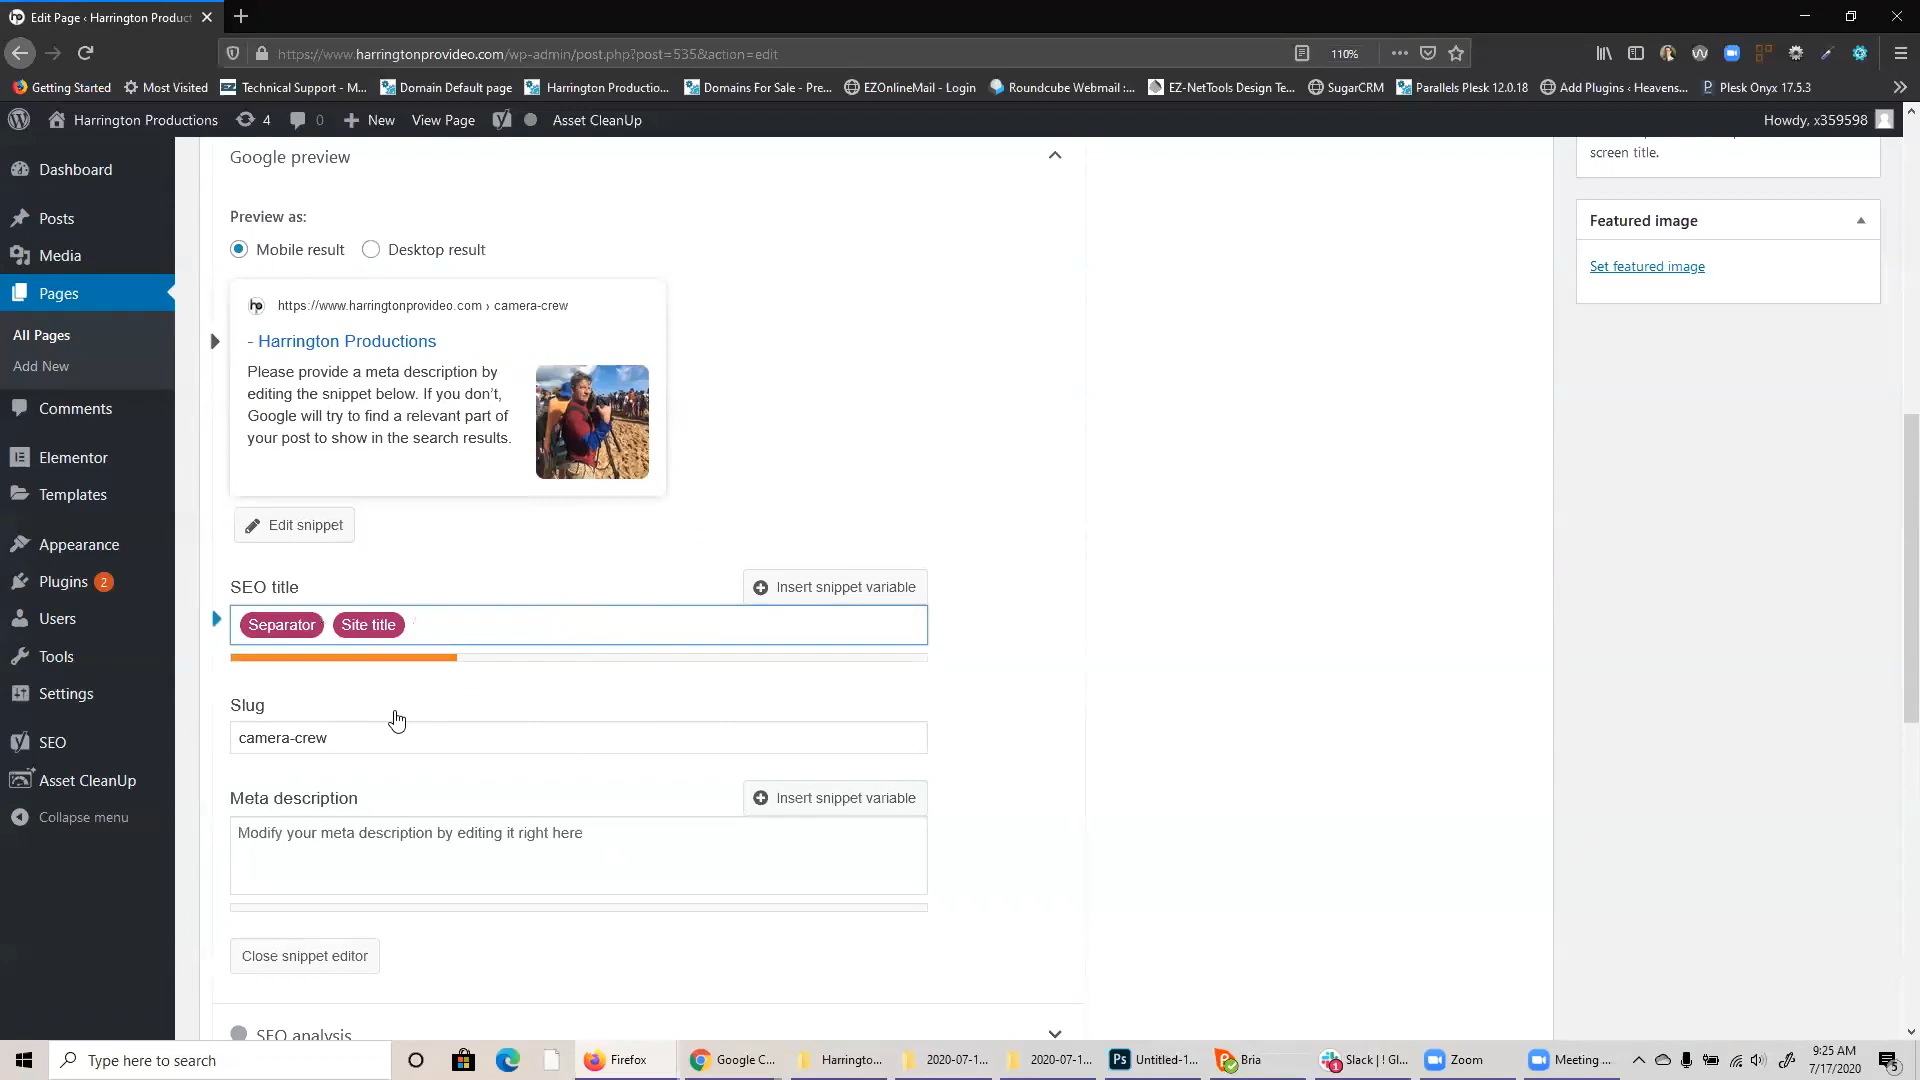 Edit Page ‹ Harrington Product
https://www.harringtonprovideo.com/wp-admin/post.php?post=535&action=edit
110%
Getting Started
Most Visited
Technical Support - M...
Domain Default page
Harrington Productio...
Domains For Sale - Pre...
EZOnlineMail - Login
Roundcube Webmail :...
EZ-NetTools Design Te...
SugarCRM
Parallels Plesk 12.0.18
Add Plugins ‹ Heavens...
Plesk Onyx 17.5.3
Harrington Productions
4
0
New
View Page
Asset CleanUp
Howdy, x359598
Dashboard
Posts
Media
Pages
All Pages
Add New
Comments
Elementor
Templates
Appearance
Plugins 2
Users
Tools
Settings
SEO
Asset CleanUp
Collapse menu
Google preview
Preview as:
Mobile result
Desktop result
hp
https://www.harringtonprovideo.com › camera-crew
- Harrington Productions
Please provide a meta description by
editing the snippet below. If you don't,
Google will try to find a relevant part of
your post to show in the search results.
Edit snippet
SEO title
Insert snippet variable
Separator
Site title
Slug
camera-crew
Meta description
Insert snippet variable
Modify your meta description by editing it right here
Close snippet editor
SEO analysis
screen title.
Featured image
Set featured image
Type here to search
Firefox
Google C...
Harringto...
2020-07-1...
2020-07-1...
Ps
Untitled-1...
Bria
Slack | ! Gl...
Zoom
Meeting ...
9:25 AM
7/17/2020
5